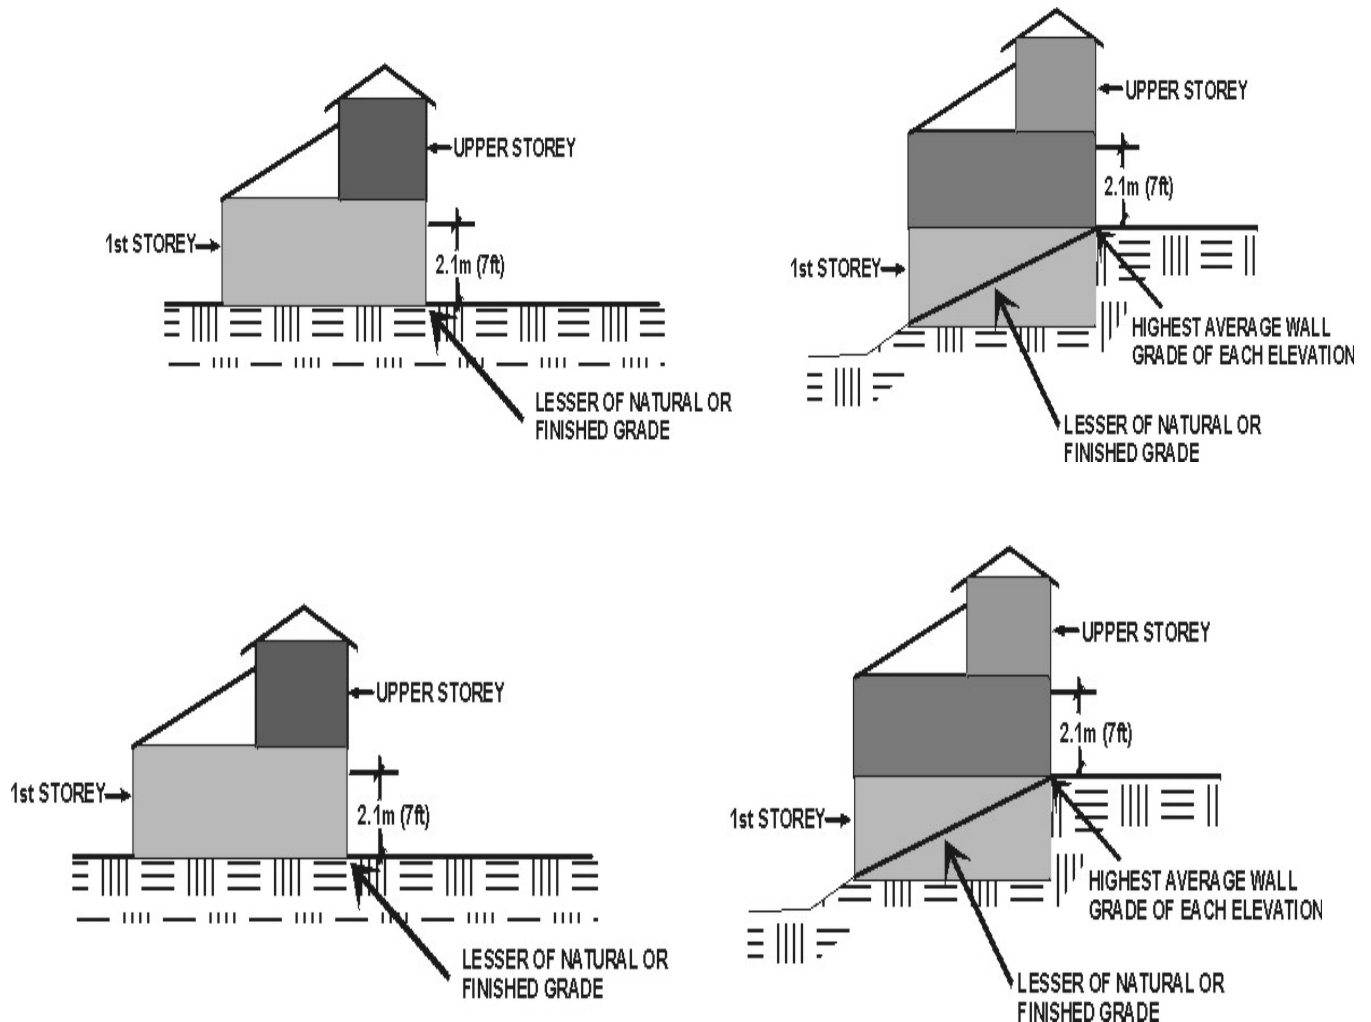 UPPER STOREY
1st STOREY
2.1m (7ft)
LESSER OF NATURAL OR
FINISHED GRADE
UPPER STOREY
2.1m (7ft)
1st STOREY
HIGHEST AVERAGE WALL
GRADE OF EACH ELEVATION
LESSER OF NATURAL OR
FINISHED GRADE
UPPER STOREY
1st STOREY
2.1m (7ft)
LESSER OF NATURAL OR
FINISHED GRADE
UPPER STOREY
2.1m (7ft)
1st STOREY
HIGHEST AVERAGE WALL
GRADE OF EACH ELEVATION
LESSER OF NATURAL OR
FINISHED GRADE